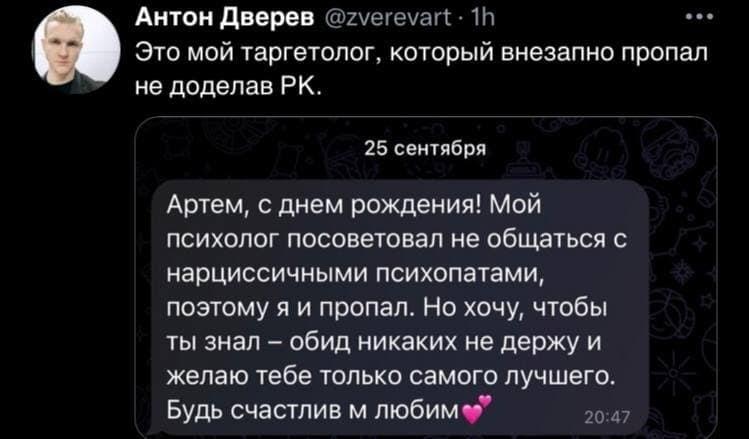 Антон Дверев @zverevart · 1h
Это мой таргетолог, который внезапно пропал
не доделав РК.
25 сентября
Артем, с днем рождения! Мой
психолог посоветовал не общаться с
нарциссичными психопатами,
поэтому я и пропал. Но хочу, чтобы
ты знал – обид никаких не держу и
желаю тебе только самого лучшего.
Будь счастлив м любим💕
20:47